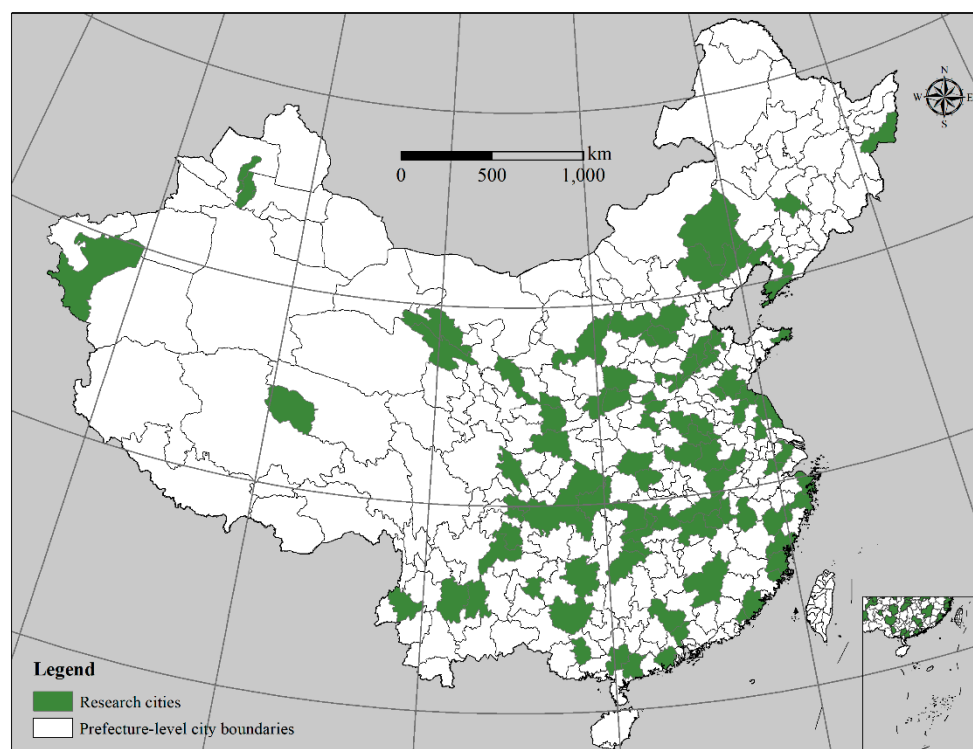 N
W E
S
km
0 500 1,000
Legend
Research cities
Prefecture-level city boundaries